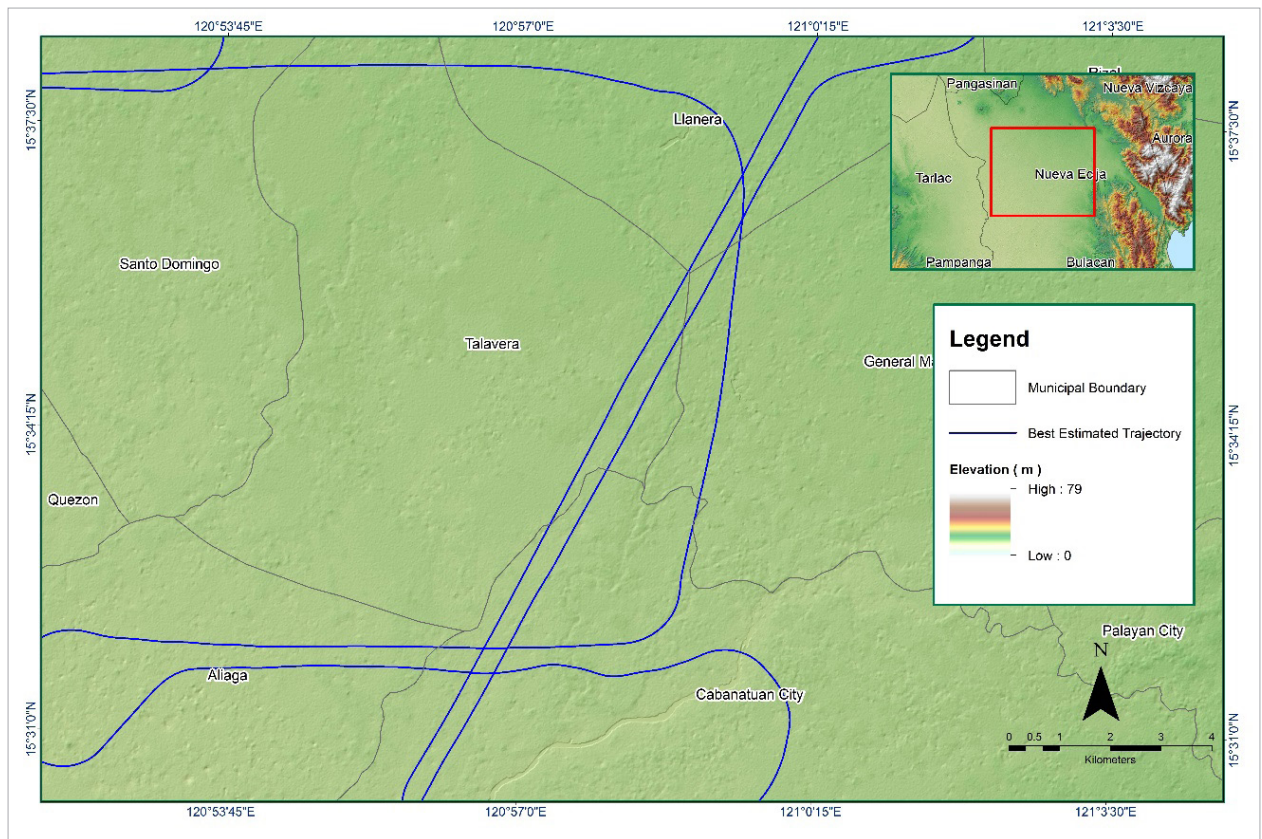 120°53'45"E
120°57'0"E
121°0'15"E
121°3'30"E
15°37'30"N
15°37'30"N
Pangasinan
Nueva Vizcaya
Aurora
Tarlac
Nueva Ecija
Pampanga
Bulacan
Llanera
Santo Domingo
Talavera
General Ma
Legend
Municipal Boundary
Best Estimated Trajectory
Elevation ( m )
High : 79
Low : 0
15°34'15"N
15°34'15"N
Quezon
Palayan City
N
Aliaga
Cabanatuan City
15°31'0"N
15°31'0"N
0 0.5 1 2 3 4
Kilometers
120°53'45"E
120°57'0"E
121°0'15"E
121°3'30"E